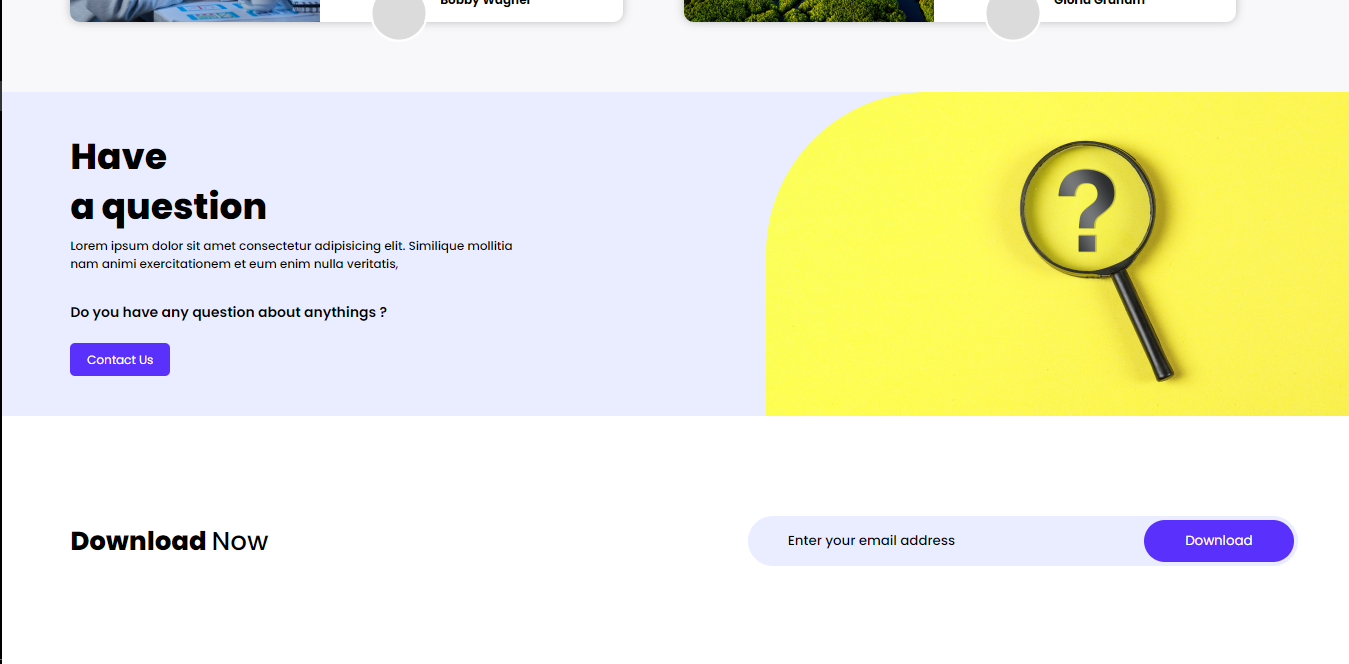 Bobby Wagner
Gloria Graham
Have
a question
Lorem ipsum dolor sit amet consectetur adipisicing elit. Similique mollitia
nam animi exercitationem et eum enim nulla veritatis,
Do you have any question about anythings ?
Contact Us
?
Download Now
Enter your email address
Download